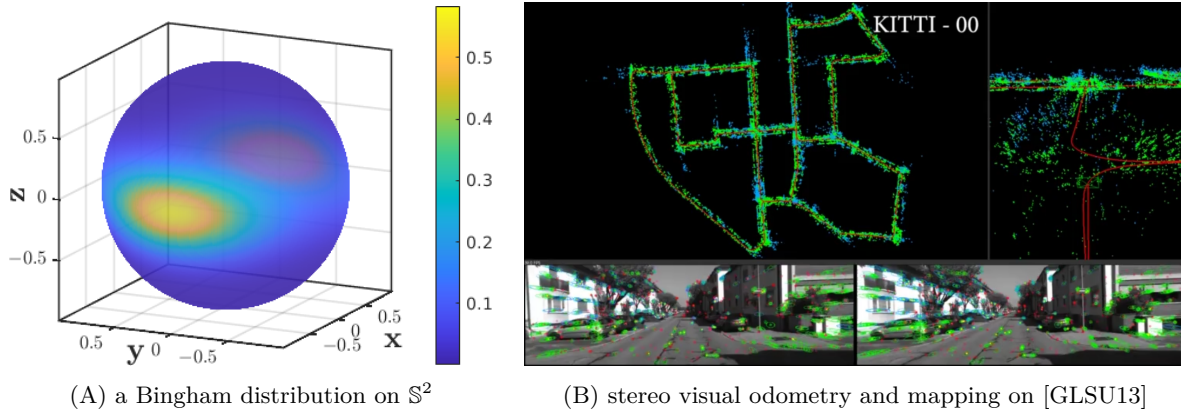 0.5
0.4
0.3
0.2
0.1
z
0.5
0
−0.5
0.5
y
0
−0.5
−0.5
0
0.5
x
KITTI - 00
(A) a Bingham distribution on 𝕊²
(B) stereo visual odometry and mapping on [GLSU13]